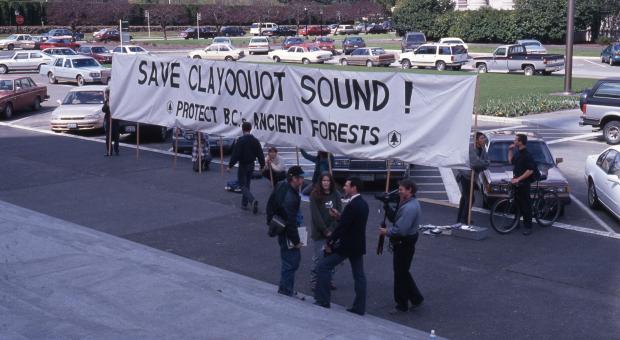 SAVE CLAYOQUOT SOUND!
PROTECT B.C.'s ANCIENT FORESTS